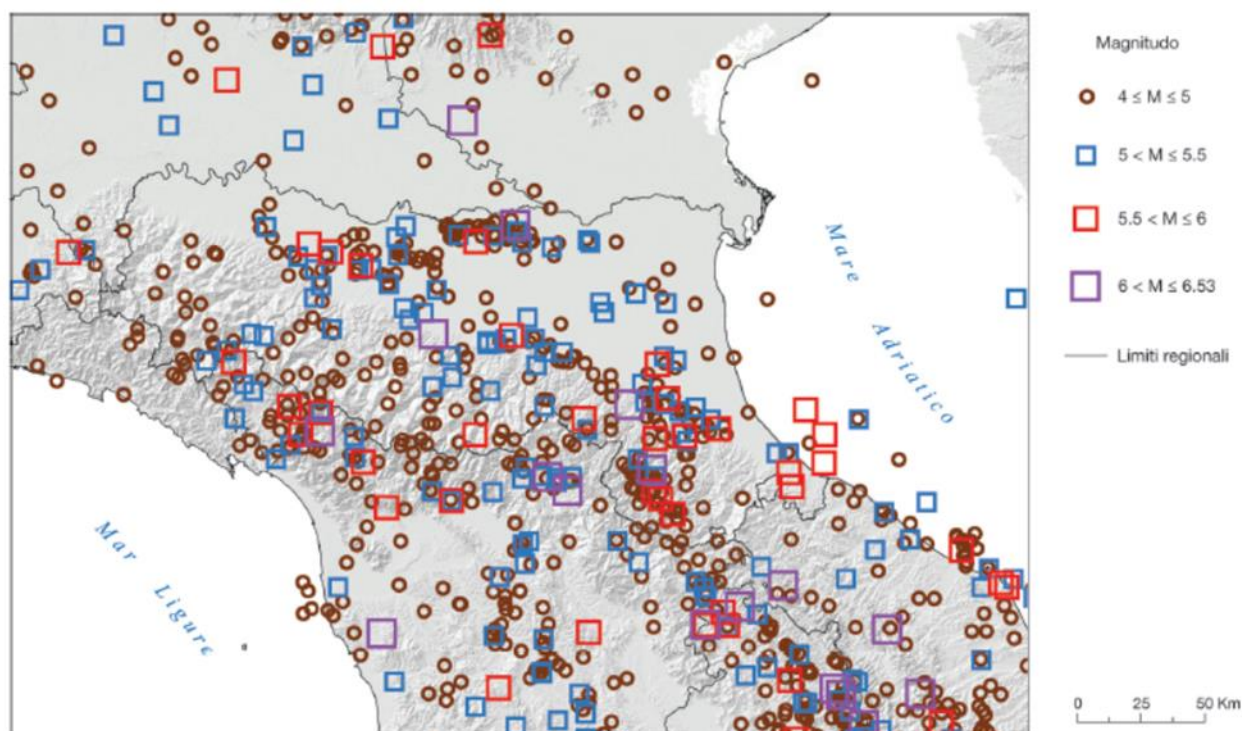 Magnitudo
4 ≤ M ≤ 5
5 < M ≤ 5.5
5.5 < M ≤ 6
6 < M ≤ 6.53
Limiti regionali
Mare
Adriatico
Mar Ligure
0 25 50 Km